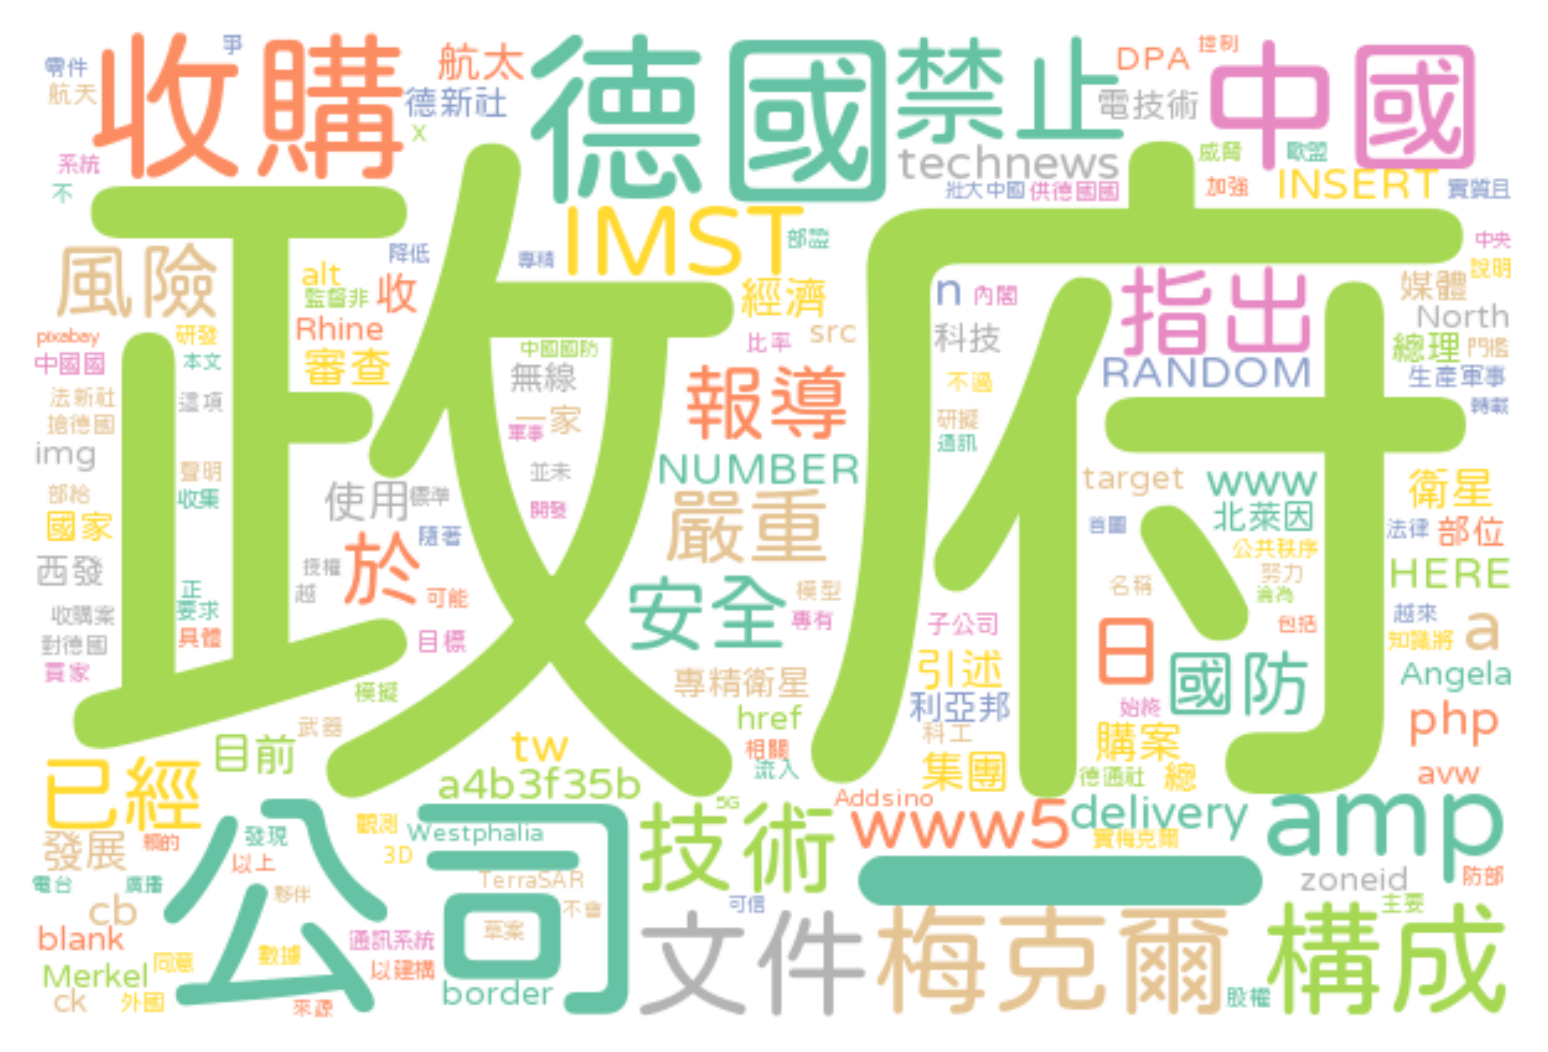 收購
德國
禁止
中國
政府
零件
爭
航太
德新社
航天
x
DPA
控制
電技術
technews
威脅
歐盟
加強
INSERT
壯大中國
供德國國
實質且
系統
不
風險
降低
alt
監督非
收
Rhine
審查
專精
IMST
部證
經濟
中國國防
比率
src
n
內閣
科技
指出
RANDOM
中央
說明
媒體
North
總理
門檻
生產軍事
轉載
pixabay
研發
中國國
本文
法新社
這項
搶德國
img
聲明
部給
收集
國家
西發
無線
一家
軍事
並未
開發
報導
NUMBER
嚴重
不過
研擬
通訊
target
www
衛星
首圖
北萊因
法律
部位
公共秩序
HERE
努力
名稱
淪為
使用
標準
隨著
授權
越
於
可能
目標
安全
模型
專有
正
要求
收購案
具體
對德國
買家
子公司
包括
越來
a
知識將
日
國防
Angela
引述
利亞邦
始終
科工
購案
集團
德通社
總
php
avw
模擬
武器
專精衛星
href
相關
流入
目前
tw
a4b3f35b
已經
公司
技術
5G
Addsino
www5
delivery
amp
實梅克爾
一
zoneid
防部
發展
賴的
發現
以上
觀測
Westphalia
3D
TerraSAR
電台
廣播
夥伴
不會
草案
cb
blank
Merkel
同意
數據
通訊系統
以建構
ck
外國
來源
border
可信
文件
梅克爾
股權
主要
構成